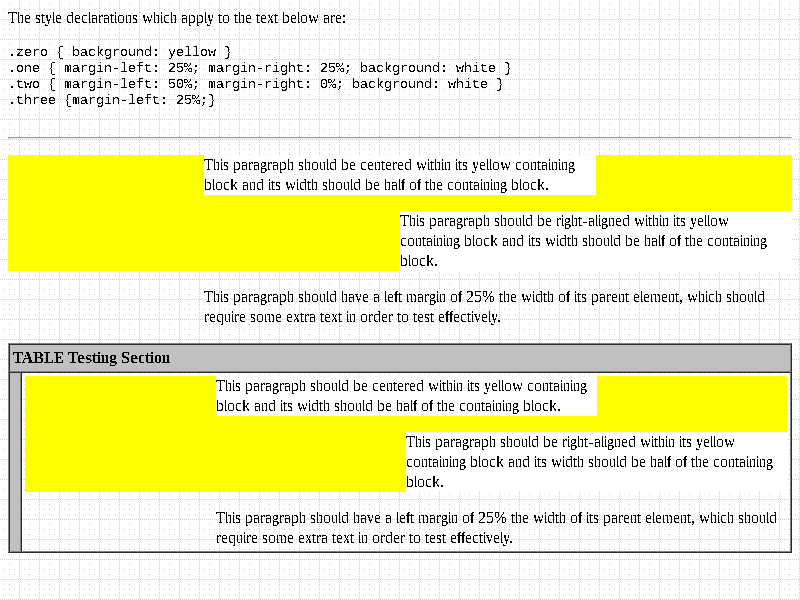 The style declarations which apply to the text below are:
.zero { background: yellow }
.one { margin-left: 25%; margin-right: 25%; background: white }
.two { margin-left: 50%; margin-right: 0%; background: white }
.three {margin-left: 25%;}
This paragraph should be centered within its yellow containing
block and its width should be half of the containing block.
This paragraph should be right-aligned within its yellow
containing block and its width should be half of the containing
block.
This paragraph should have a left margin of 25% the width of its parent element, which should
require some extra text in order to test effectively.
TABLE Testing Section
This paragraph should be centered within its yellow containing
block and its width should be half of the containing block.
This paragraph should be right-aligned within its yellow
containing block and its width should be half of the containing
block.
This paragraph should have a left margin of 25% the width of its parent element, which should
require some extra text in order to test effectively.